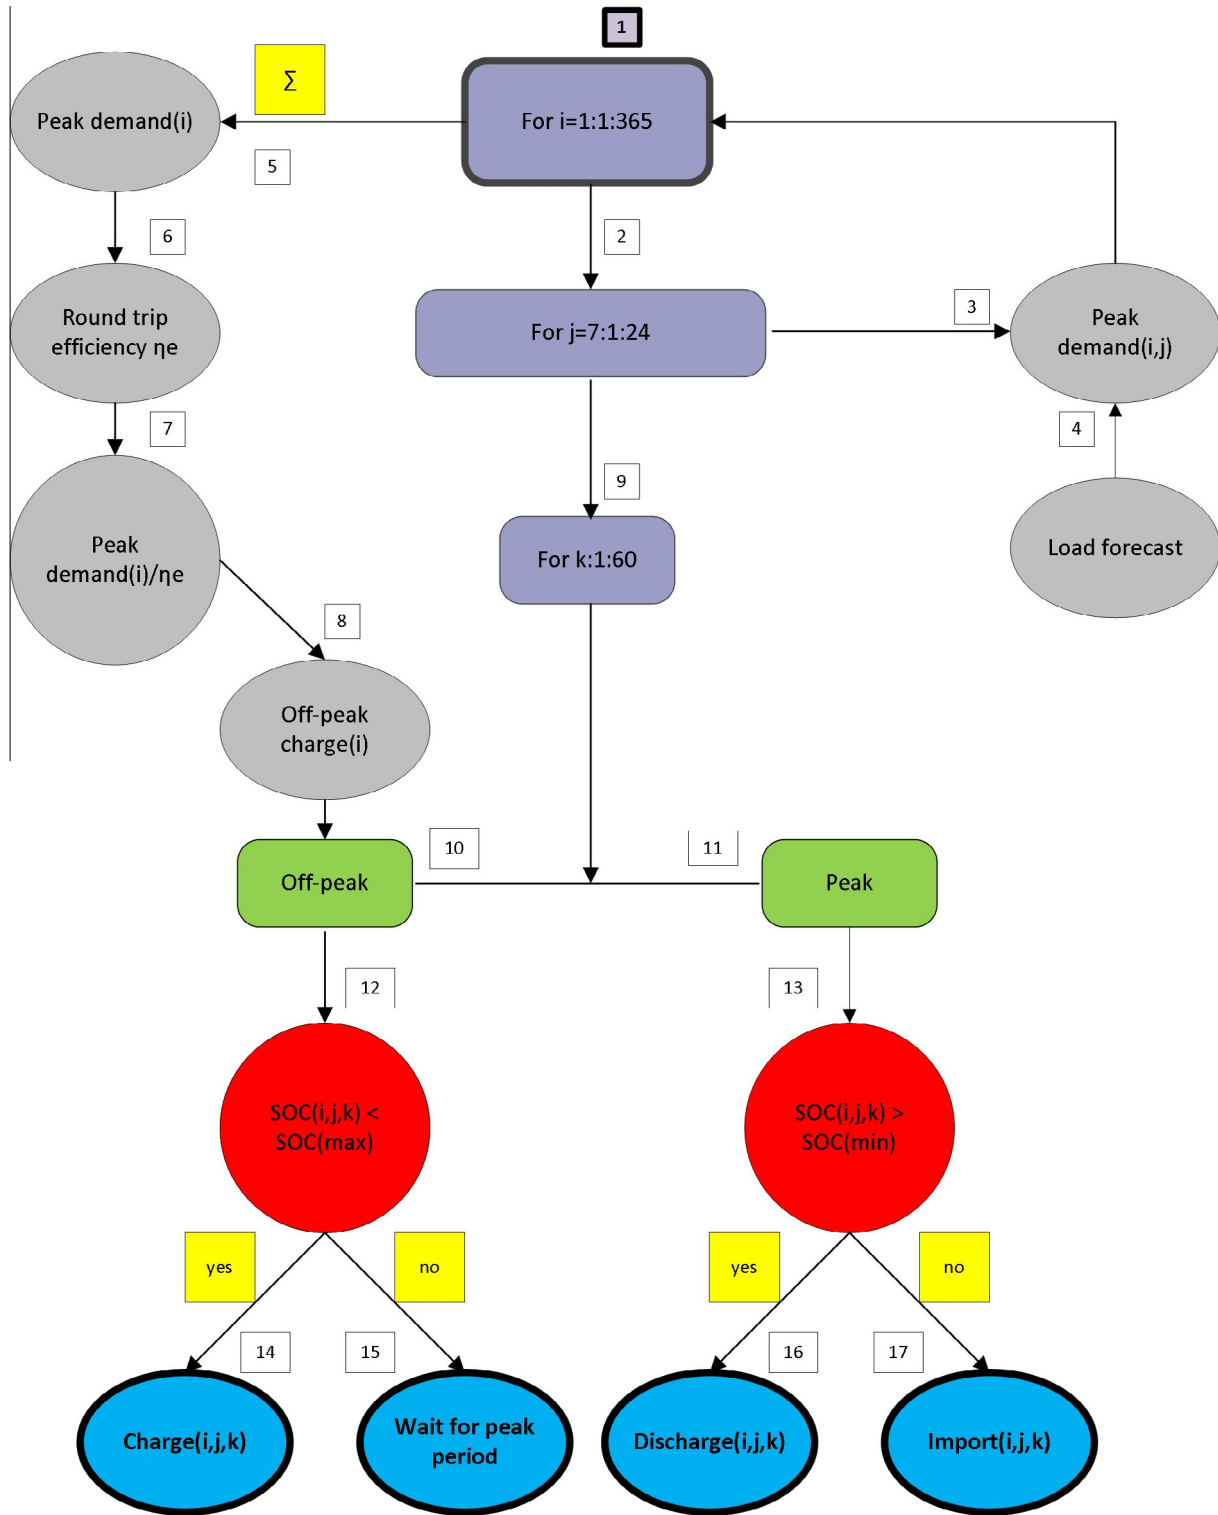 1
∑
For i=1:1:365
Peak demand(i)
5
6
2
3
Round trip
efficiency ηe
For j=7:1:24
Peak
demand(i,j)
7
4
9
Peak
demand(i)/ηe
For k:1:60
Load forecast
8
Off-peak
charge(i)
10
11
Off-peak
Peak
12
13
SOC(i,j,k) <
SOC(max)
SOC(i,j,k) >
SOC(min)
yes
no
yes
no
14
15
16
17
Charge(i,j,k)
Wait for peak
period
Discharge(i,j,k)
Import(i,j,k)